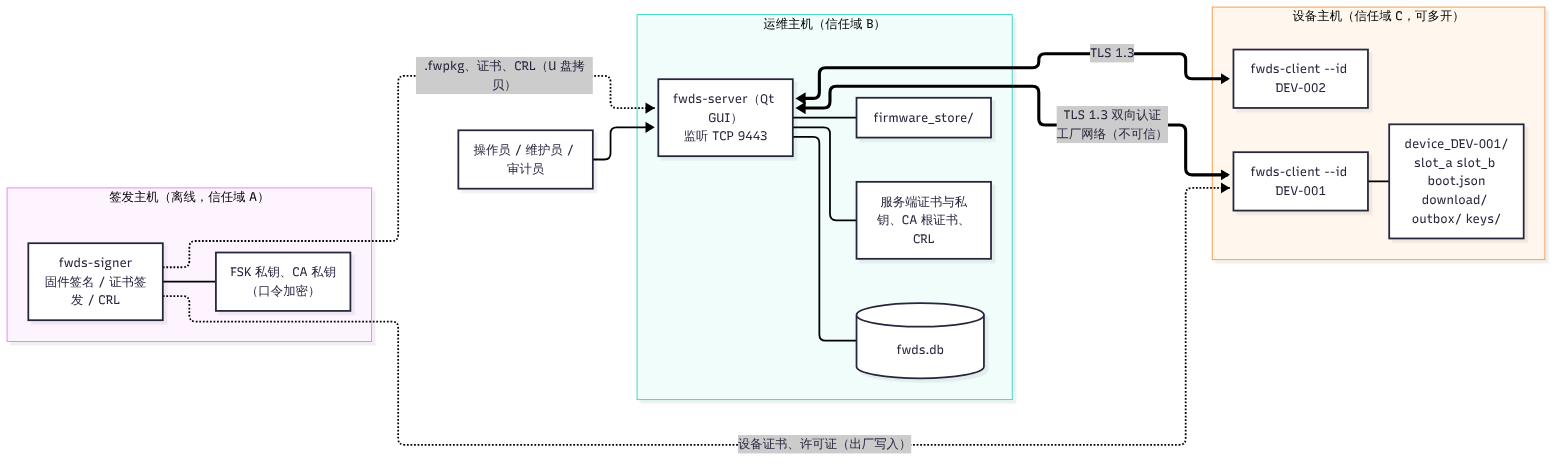 签发主机（离线，信任域 A）
fwds-signer
固件签名 / 证书签
发 / CRL
FSK 私钥、CA 私钥
（口令加密）
.fwpkg、证书、CRL（U 盘拷
贝）
操作员 / 维护员 /
审计员
运维主机（信任域 B）
fwds-server（Qt
GUI）
监听 TCP 9443
firmware_store/
服务端证书与私
钥、CA 根证书、
CRL
fwds.db
TLS 1.3
TLS 1.3 双向认证
工厂网络（不可信）
设备证书、许可证（出厂写入）
设备主机（信任域 C，可多开）
fwds-client --id
DEV-002
fwds-client --id
DEV-001
device_DEV-001/
slot_a slot_b
boot.json
download/
outbox/ keys/